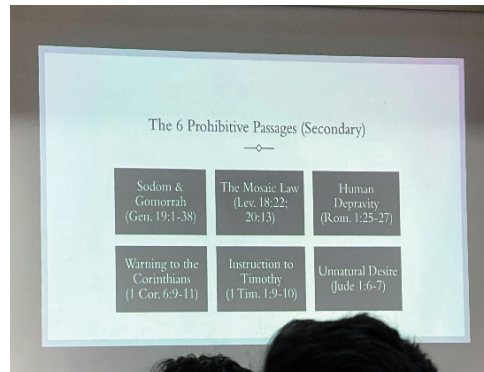 The 6 Prohibitive Passages (Secondary)
Sodom &
Gomorrah
(Gen. 19:1-38)
The Mosaic Law
(Lev. 18:22;
20:13)
Human
Depravity
(Rom. 1:25-27)
Warning to the
Corinthians
(1 Cor. 6:9-11)
Instruction to
Timothy
(1 Tim. 1:9-10)
Unnatural Desire
(Jude 1:6-7)